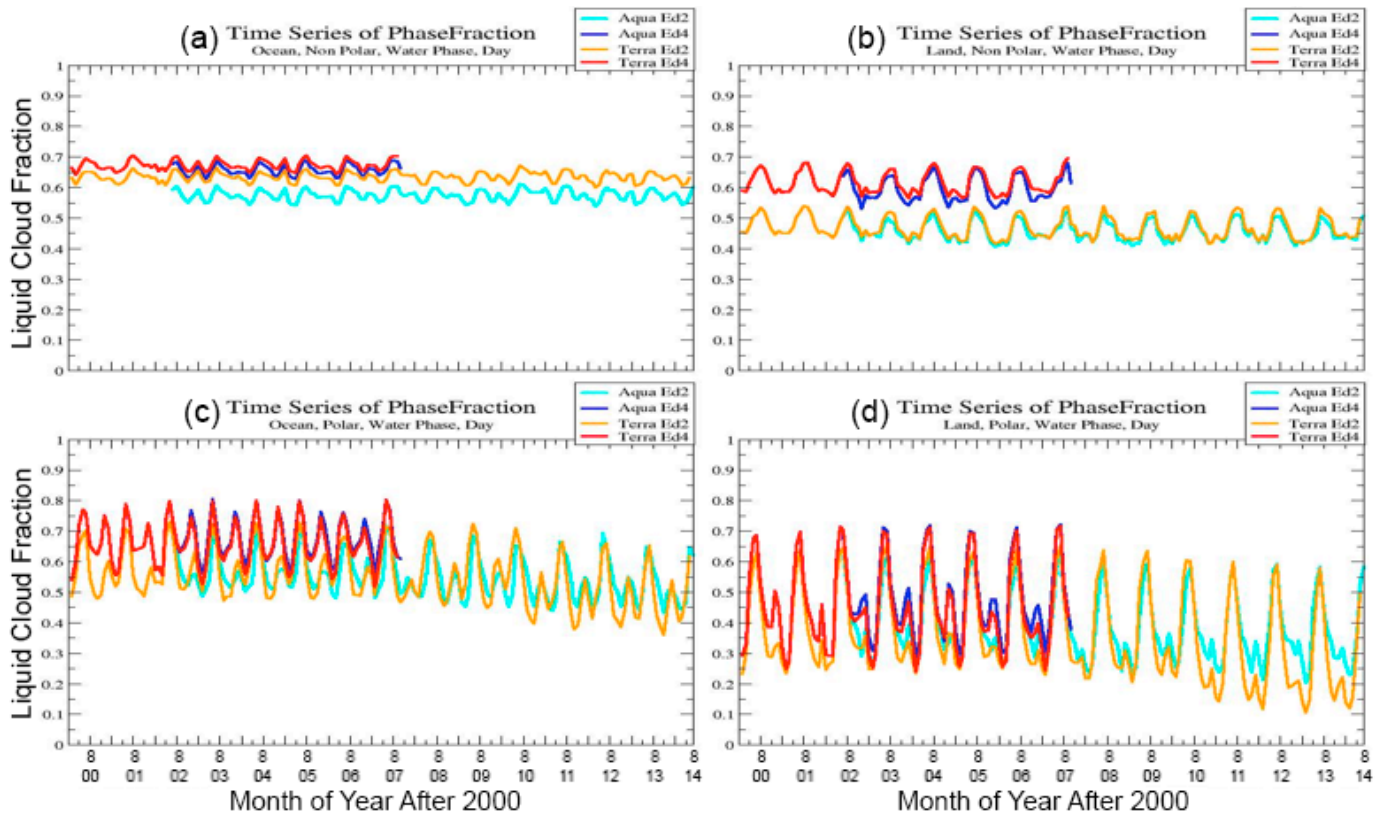 (a) Time Series of PhaseFraction
Ocean, Non Polar, Water Phase, Day
Aqua Ed2
Aqua Ed4
Terra Ed2
Terra Ed4
1
0.9
0.8
0.7
0.6
0.5
0.4
0.3
0.2
0.1
0
Liquid Cloud Fraction
(b) Time Series of PhaseFraction
Land, Non Polar, Water Phase, Day
Aqua Ed2
Aqua Ed4
Terra Ed2
Terra Ed4
1
0.9
0.8
0.7
0.6
0.5
0.4
0.3
0.2
0.1
0
(c) Time Series of PhaseFraction
Ocean, Polar, Water Phase, Day
Aqua Ed2
Aqua Ed4
Terra Ed2
Terra Ed4
1
0.9
0.8
0.7
0.6
0.5
0.4
0.3
0.2
0.1
0
Liquid Cloud Fraction
8 8 8 8 8 8 8 8 8 8 8 8 8 8 8
00 01 02 03 04 05 06 07 08 09 10 11 12 13 14
Month of Year After 2000
(d) Time Series of PhaseFraction
Land, Polar, Water Phase, Day
Aqua Ed2
Aqua Ed4
Terra Ed2
Terra Ed4
1
0.9
0.8
0.7
0.6
0.5
0.4
0.3
0.2
0.1
0
8 8 8 8 8 8 8 8 8 8 8 8 8 8 8
00 01 02 03 04 05 06 07 08 09 10 11 12 13 14
Month of Year After 2000